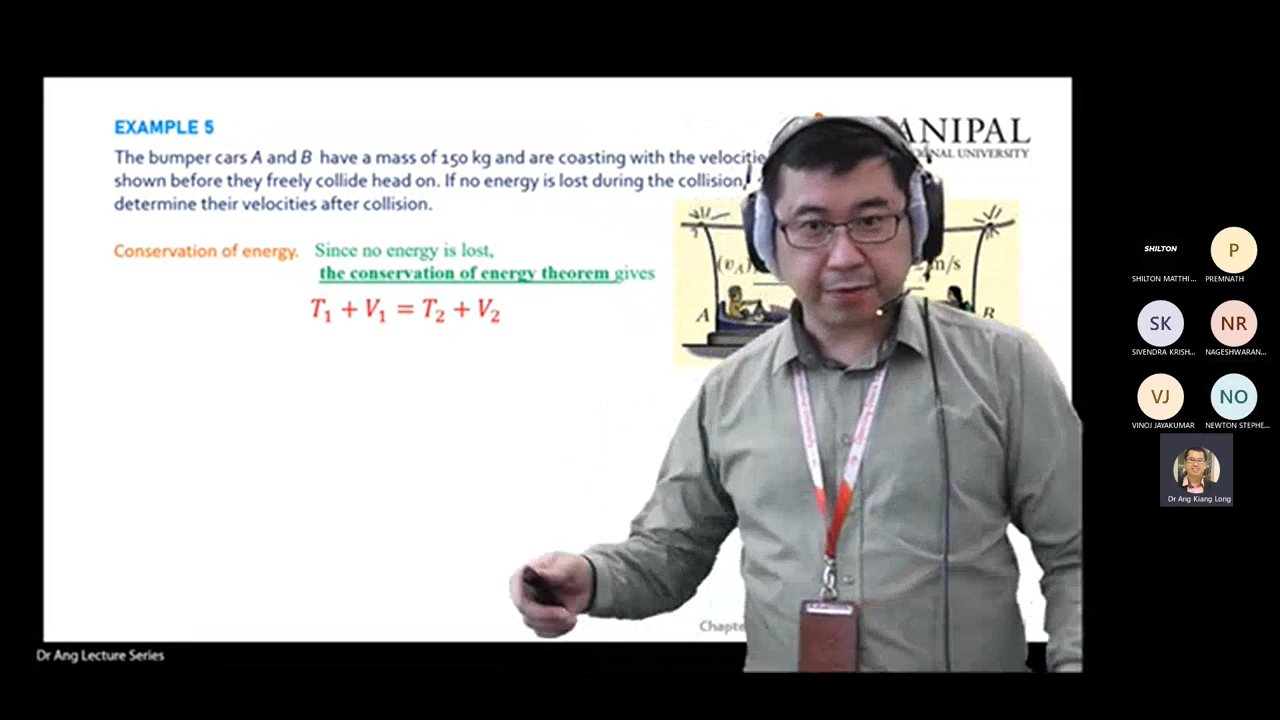 EXAMPLE 5
The bumper cars A and B have a mass of 150 kg and are coasting with the
shown before they freely collide head on. If no energy is lost during the collision,
determine their velocities after collision.
Conservation of energy. Since no energy is lost,
the conservation of energy theorem gives
T₁ + V₁ = T₂ + V₂
UNIVERSITY
m/s
A
B
Dr Ang Lecture Series
SHILTON
P
SHILTON MATTHI... PREMNATH
SK NR
SIVENDRA KRISH... NAGESHWARAN...
VJ NO
VINOJ JAYAKUMAR NEWTON STEPHE...
Dr Ang Kiang Long